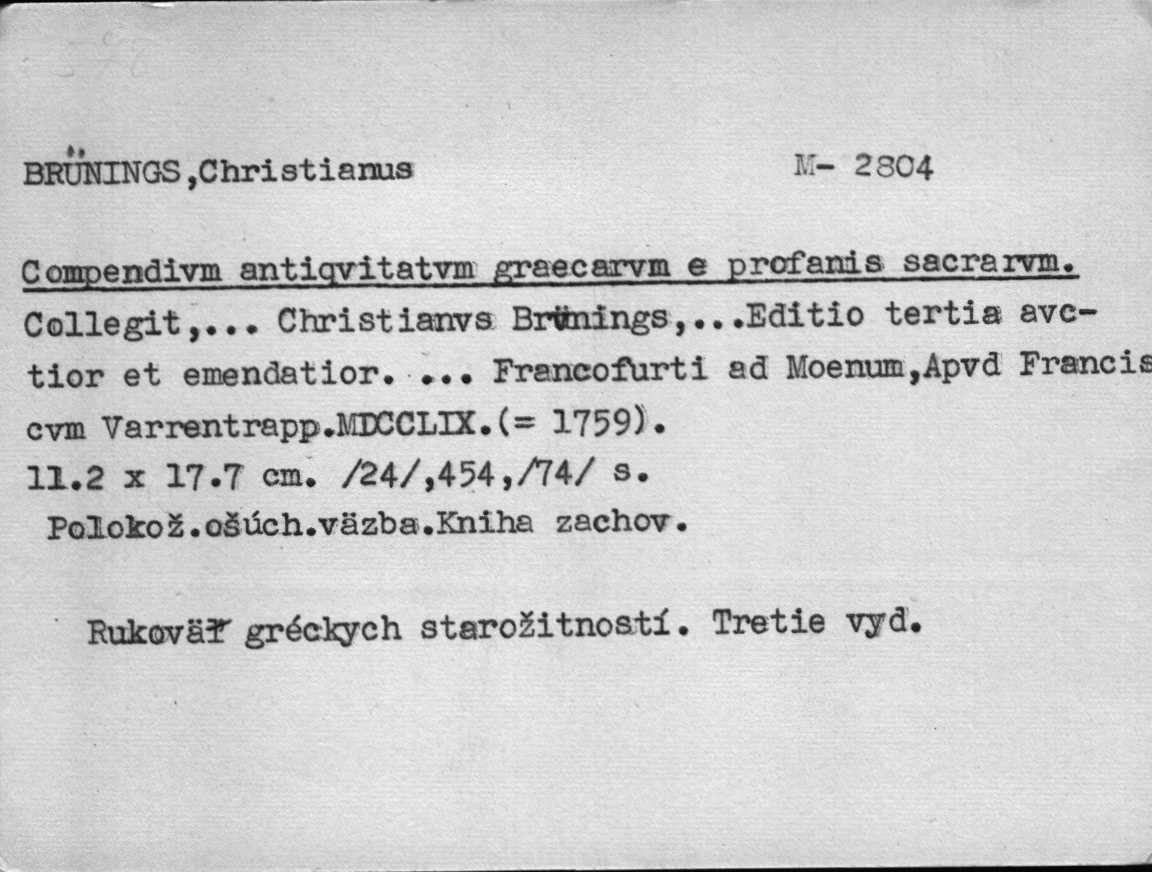 BRÜNINGS,Christianus M- 2804
Compendivm antiqvitatvm graecarvm e profanis sacrarvm.
Collegit,... Christianvs Brünings,...Editio tertia avc-
tior et emendatior. ... Francofurti ad Moenum,Apvd Francis
cvm Varrentrapp.MDCCLIX.(= 1759).
11.2 x 17.7 cm. /24/,454,/74/ s.
Polokož.ošúch.väzba.Kniha zachov.
Rukoväť gréckych starožitností. Tretie vyd.